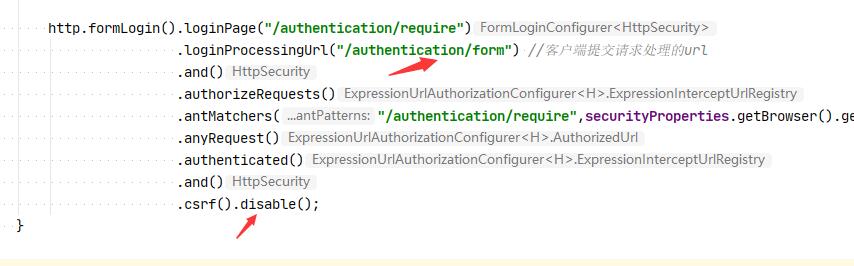 http.formLogin().loginPage("/authentication/require") FormLoginConfigurer<HttpSecurity>
.loginProcessingUrl("/authentication/form") //客户端提交请求处理的url
.and() HttpSecurity
.authorizeRequests() ExpressionUrlAuthorizationConfigurer<H>.ExpressionInterceptUrlRegistry
.antMatchers( ...antPatterns: "/authentication/require",securityProperties.getBrowser().ge
.anyRequest() ExpressionUrlAuthorizationConfigurer<H>.AuthorizedUrl
.authenticated() ExpressionUrlAuthorizationConfigurer<H>.ExpressionInterceptUrlRegistry
.and() HttpSecurity
.csrf().disable();
}